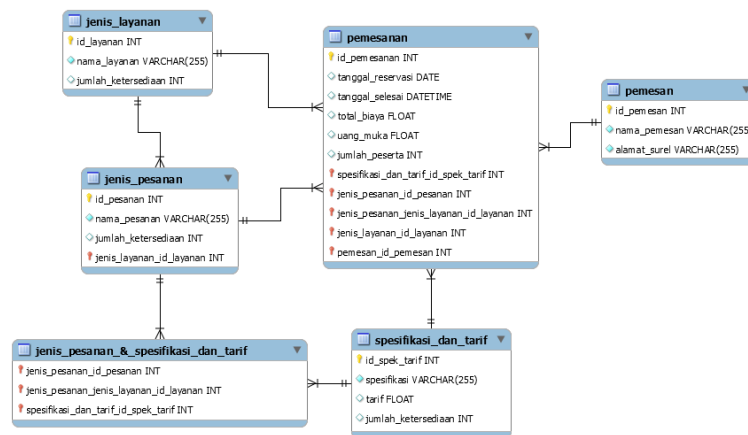 jenis_layanan
id_layanan INT
nama_layanan VARCHAR(255)
jumlah_ketersediaan INT
pemesanan
id_pemesanan INT
tanggal_reservasi DATE
tanggal_selesai DATETIME
total_biaya FLOAT
uang_muka FLOAT
jumlah_peserta INT
spesifikasi_dan_tarif_id_spek_tarif INT
jenis_pesanan_id_pesanan INT
jenis_pesanan_jenis_layanan_id_layanan INT
jenis_layanan_id_layanan INT
pemesan_id_pemesan INT
pemesan
id_pemesan INT
nama_pemesan VARCHAR(255
alamat_surel VARCHAR(255)
jenis_pesanan
id_pesanan INT
nama_pesanan VARCHAR(255)
jumlah_ketersediaan INT
jenis_layanan_id_layanan INT
jenis_pesanan_&_spesifikasi_dan_tarif
jenis_pesanan_id_pesanan INT
jenis_pesanan_jenis_layanan_id_layanan INT
spesifikasi_dan_tarif_id_spek_tarif INT
spesifikasi_dan_tarif
id_spek_tarif INT
spesifikasi VARCHAR(255)
tarif FLOAT
jumlah_ketersediaan INT